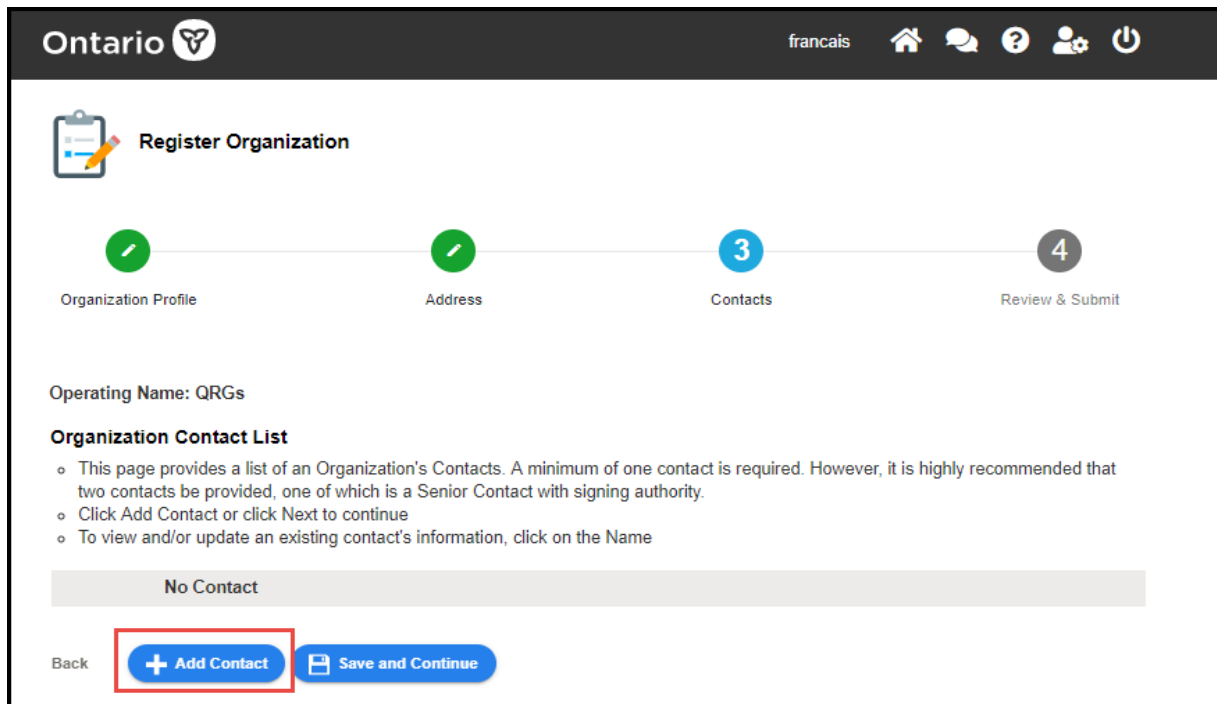 Ontario
francais
Register Organization
3
4
Organization Profile
Address
Contacts
Review & Submit
Operating Name: QRGs
Organization Contact List
This page provides a list of an Organization's Contacts. A minimum of one contact is required. However, it is highly recommended that
two contacts be provided, one of which is a Senior Contact with signing authority.
Click Add Contact or click Next to continue
To view and/or update an existing contact's information, click on the Name
No Contact
Back
Add Contact
Save and Continue